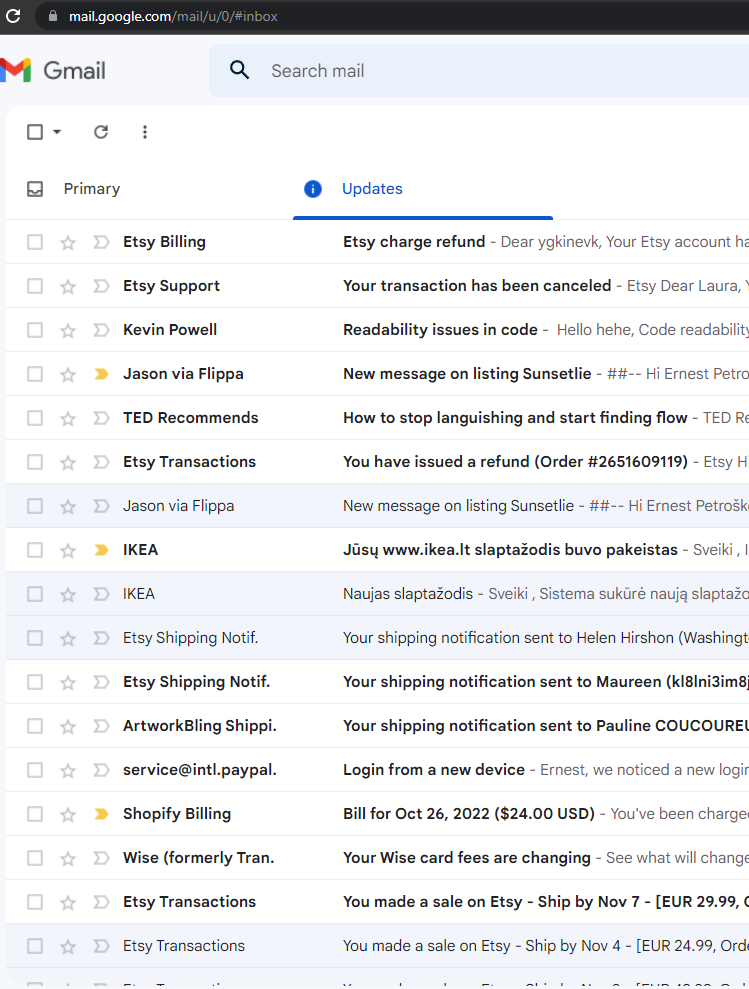 mail.google.com/mail/u/0/#inbox
Gmail
Search mail
Primary Updates
Etsy Billing Etsy charge refund - Dear ygkinevk, Your Etsy account ha
Etsy Support Your transaction has been canceled - Etsy Dear Laura, Y
Kevin Powell Readability issues in code - Hello hehe, Code readability
Jason via Flippa New message on listing Sunsetlie - ##-- Hi Ernest Petro
TED Recommends How to stop languishing and start finding flow - TED Re
Etsy Transactions You have issued a refund (Order #2651609119) - Etsy H
Jason via Flippa New message on listing Sunsetlie - ##-- Hi Ernest Petrošk
IKEA Jūsų www.ikea.lt slaptažodis buvo pakeistas - Sveiki , I
IKEA Naujas slaptažodis - Sveiki , Sistema sukūrė naują slaptažo
Etsy Shipping Notif. Your shipping notification sent to Helen Hirshon (Washingt
Etsy Shipping Notif. Your shipping notification sent to Maureen (kl8lni3im8j
ArtworkBling Shippi. Your shipping notification sent to Pauline COUCOUREU
service@intl.paypal. Login from a new device - Ernest, we noticed a new login
Shopify Billing Bill for Oct 26, 2022 ($24.00 USD) - You've been charge
Wise (formerly Tran. Your Wise card fees are changing - See what will change
Etsy Transactions You made a sale on Etsy - Ship by Nov 7 - [EUR 29.99, O
Etsy Transactions You made a sale on Etsy - Ship by Nov 4 - [EUR 24.99, Orde